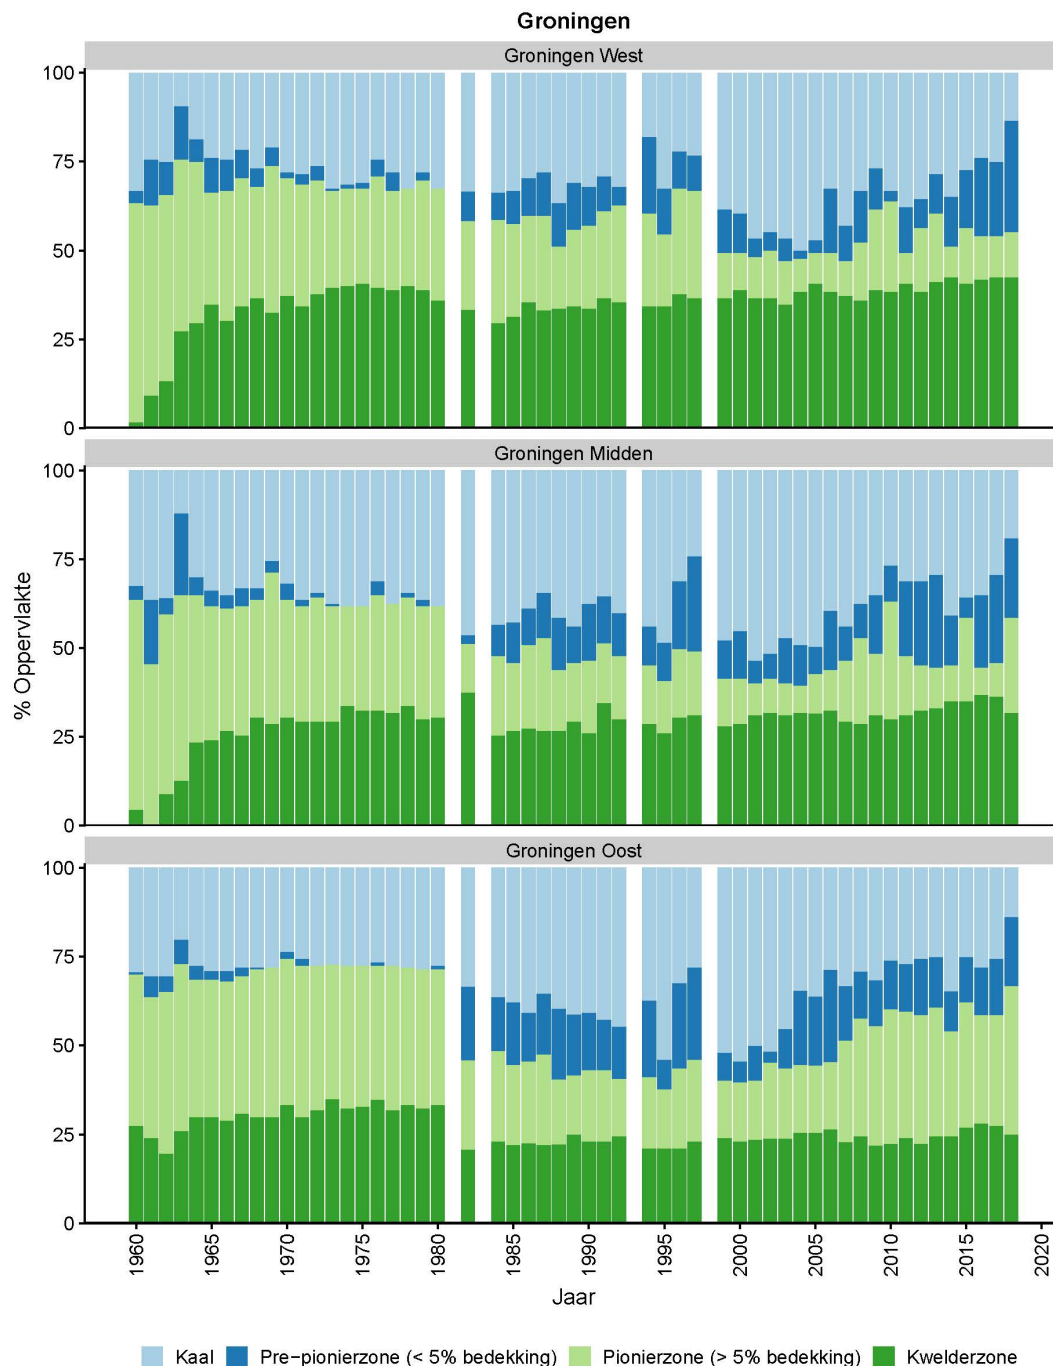 Groningen
Groningen West
100
75
50
25
0
Groningen Midden
100
75
50
25
0
% Oppervlakte
Groningen Oost
100
75
50
25
0
1960 1965 1970 1975 1980 1985 1990 1995 2000 2005 2010 2015 2020
Jaar
Kaal Pre-pionierzone (< 5% bedekking) Pionierzone (> 5% bedekking) Kwelderzone